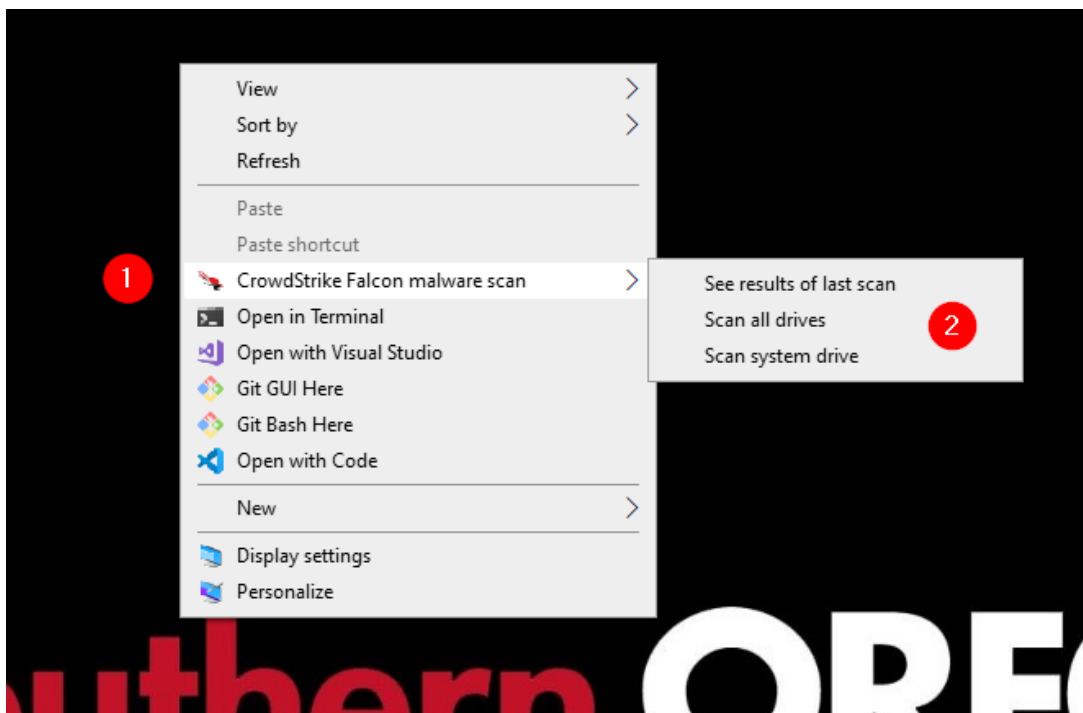 View
Sort by
Refresh
Paste
Paste shortcut
1
CrowdStrike Falcon malware scan
See results of last scan
Scan all drives
2
Scan system drive
Open in Terminal
Open with Visual Studio
Git GUI Here
Git Bash Here
Open with Code
New
Display settings
Personalize
outhern ORE